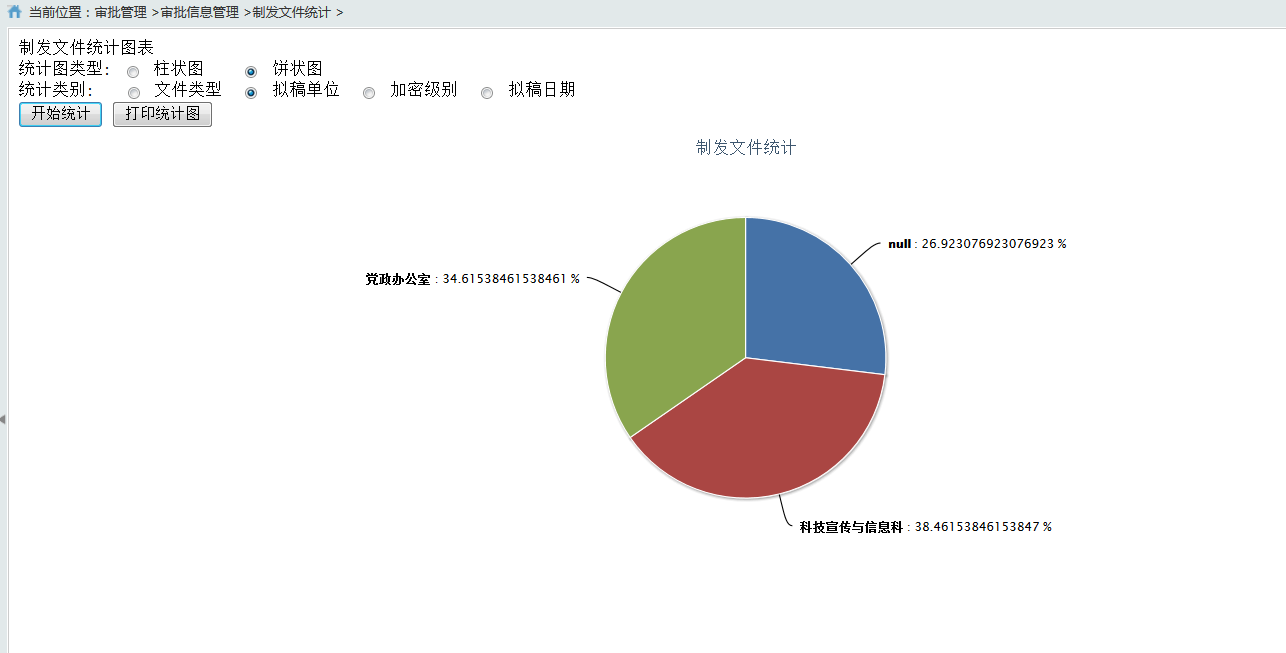 当前位置：审批管理 >审批信息管理 >制发文件统计 >
制发文件统计图表
统计图类型： 柱状图 饼状图
统计类别： 文件类型 拟稿单位 加密级别 拟稿日期
开始统计 打印统计图
制发文件统计
null : 26.923076923076923 %
党政办公室 : 34.61538461538461 %
科技宣传与信息科 : 38.46153846153847 %